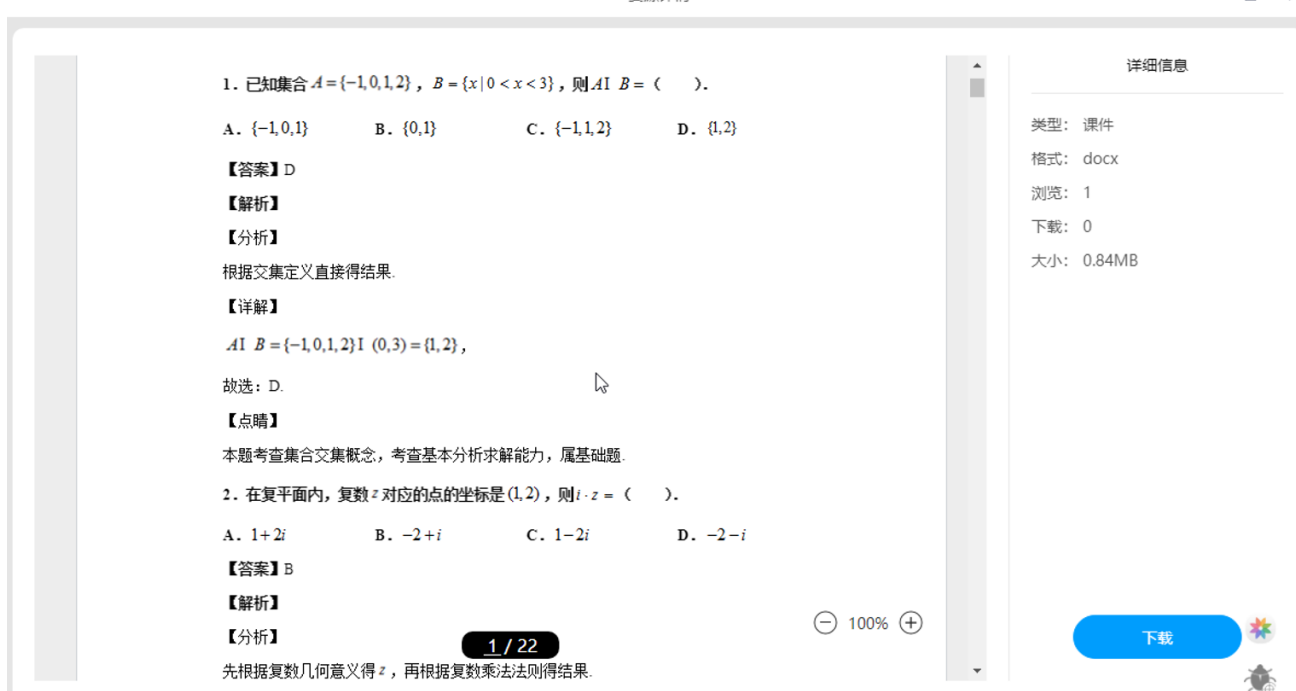 详细信息
1．已知集合 A={-1,0,1,2}，B={x|0<x<3}，则AI B=（　　）．
A．{-1,0,1}　B．{0,1}　C．{-1,1,2}　D．{1,2}
【答案】D
【解析】
【分析】
根据交集定义直接得结果.
【详解】
AI B={-1,0,1,2}I (0,3)={1,2}，
故选：D.
【点睛】
本题考查集合交集概念，考查基本分析求解能力，属基础题.
2．在复平面内，复数z对应的点的坐标是(1,2)，则i·z=（　　）．
A．1+2i　B．-2+i　C．1-2i　D．-2-i
【答案】B
【解析】
【分析】
先根据复数几何意义得z，再根据复数乘法法则得结果.
1 / 22
100%
类型： 课件
格式： docx
浏览： 1
下载： 0
大小： 0.84MB
下载